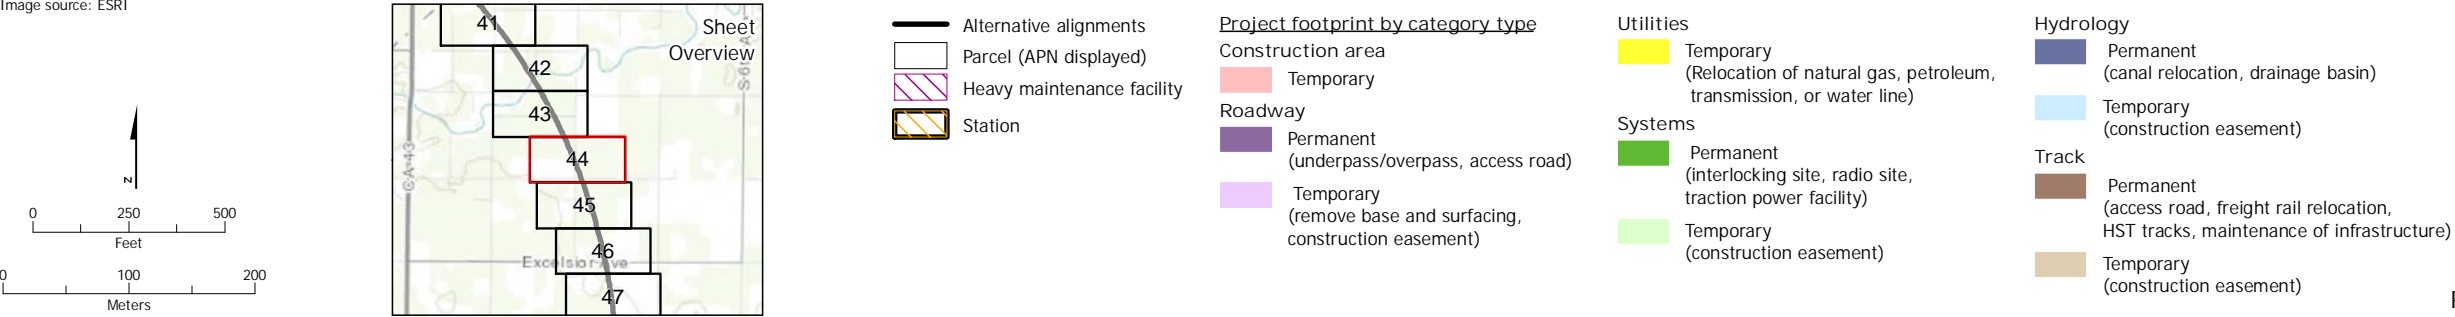 Image source: ESRI
N
0 250 500
Feet
0 100 200
Meters
Sheet
Overview
41
42
43
44
45
46
47
CA-43
Excelsior Ave
Alternative alignments
Parcel (APN displayed)
Heavy maintenance facility
Station
Project footprint by category type
Construction area
Temporary
Roadway
Permanent
(underpass/overpass, access road)
Temporary
(remove base and surfacing,
construction easement)
Utilities
Temporary
(Relocation of natural gas, petroleum,
transmission, or water line)
Systems
Permanent
(interlocking site, radio site,
traction power facility)
Temporary
(construction easement)
Hydrology
Permanent
(canal relocation, drainage basin)
Temporary
(construction easement)
Track
Permanent
(access road, freight rail relocation,
HST tracks, maintenance of infrastructure)
Temporary
(construction easement)